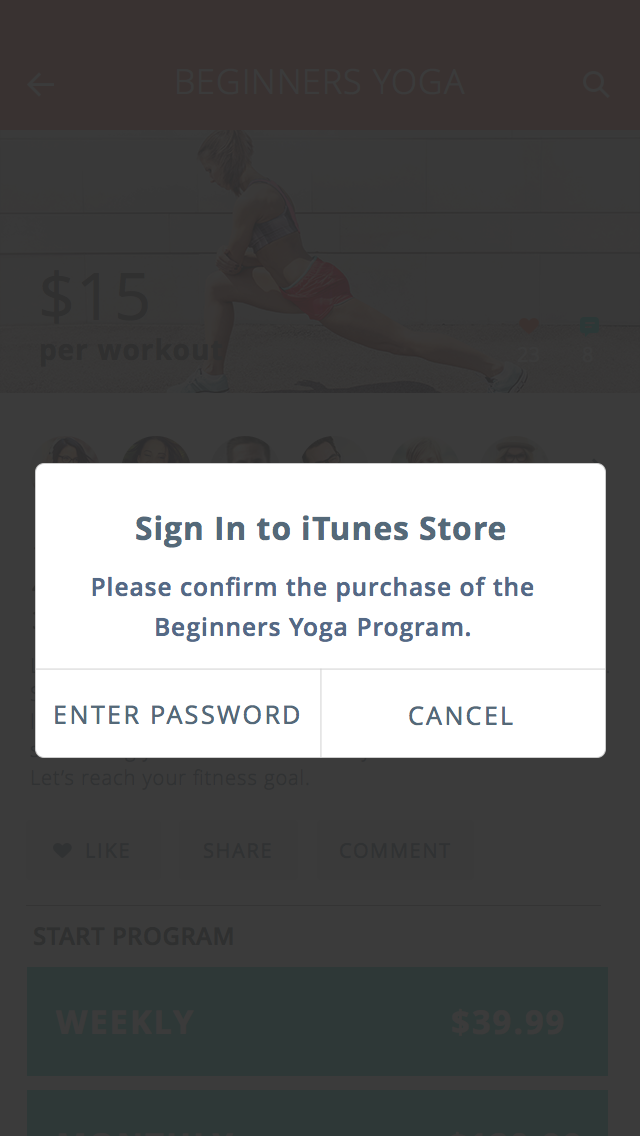 BEGINNERS YOGA
$15
per workout
23
8
Sign In to iTunes Store
Please confirm the purchase of the
Beginners Yoga Program.
ENTER PASSWORD
CANCEL
Let's reach your fitness goal.
LIKE
SHARE
COMMENT
START PROGRAM
WEEKLY
$39.99